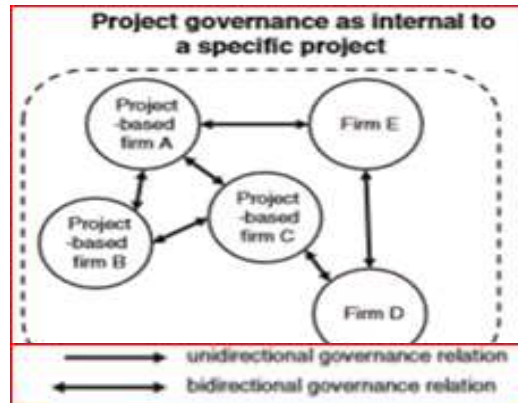 Project governance as internal to
a specific project
Project
-based
firm A
Firm E
Project
-based
firm B
Project
-based
firm C
Firm D
unidirectional governance relation
bidirectional governance relation